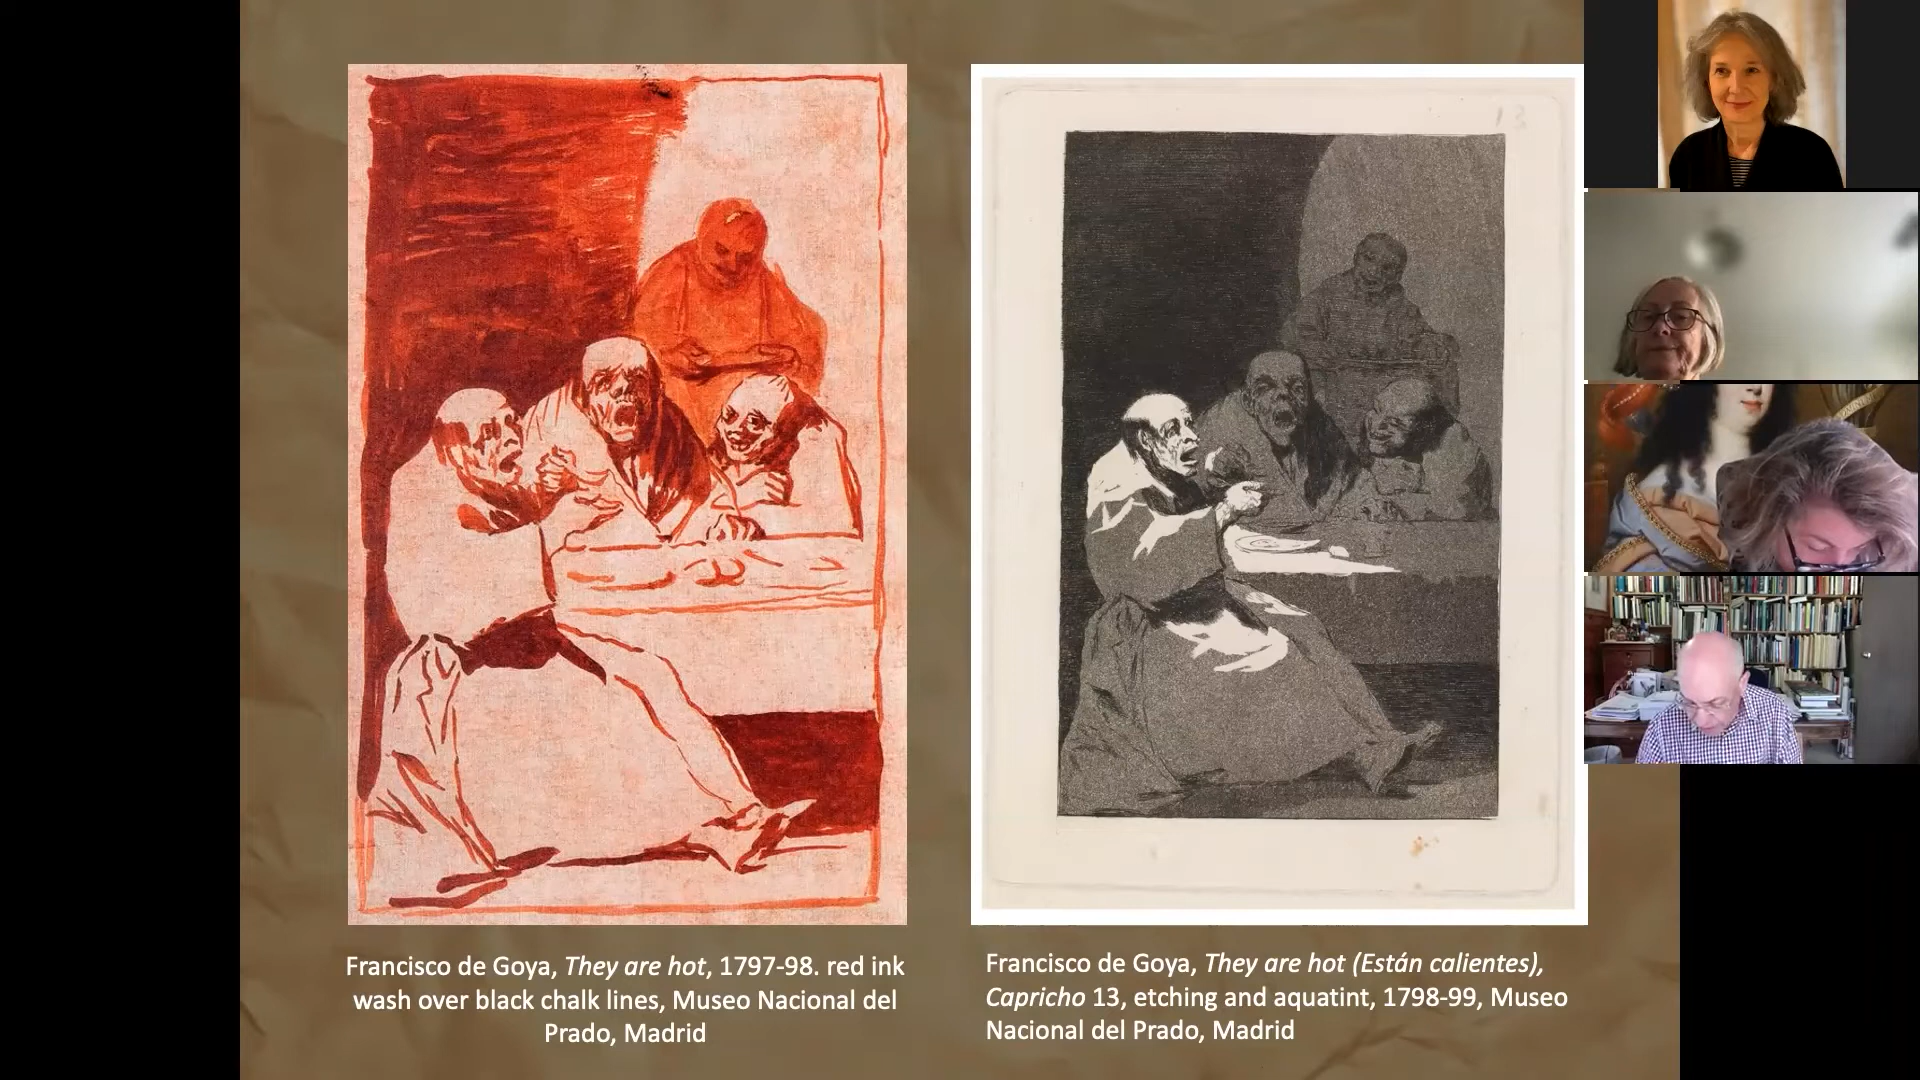 13
Francisco de Goya, They are hot, 1797-98. red ink
wash over black chalk lines, Museo Nacional del
Prado, Madrid
Francisco de Goya, They are hot (Están calientes),
Capricho 13, etching and aquatint, 1798-99, Museo
Nacional del Prado, Madrid